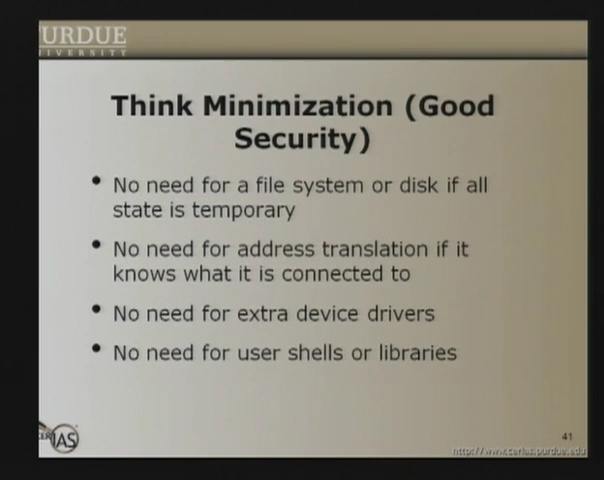 URDUE
IVERSITY
Think Minimization (Good
Security)
• No need for a file system or disk if all
state is temporary
• No need for address translation if it
knows what it is connected to
• No need for extra device drivers
• No need for user shells or libraries
IAS
41
http://www.cerias.purdue.edu